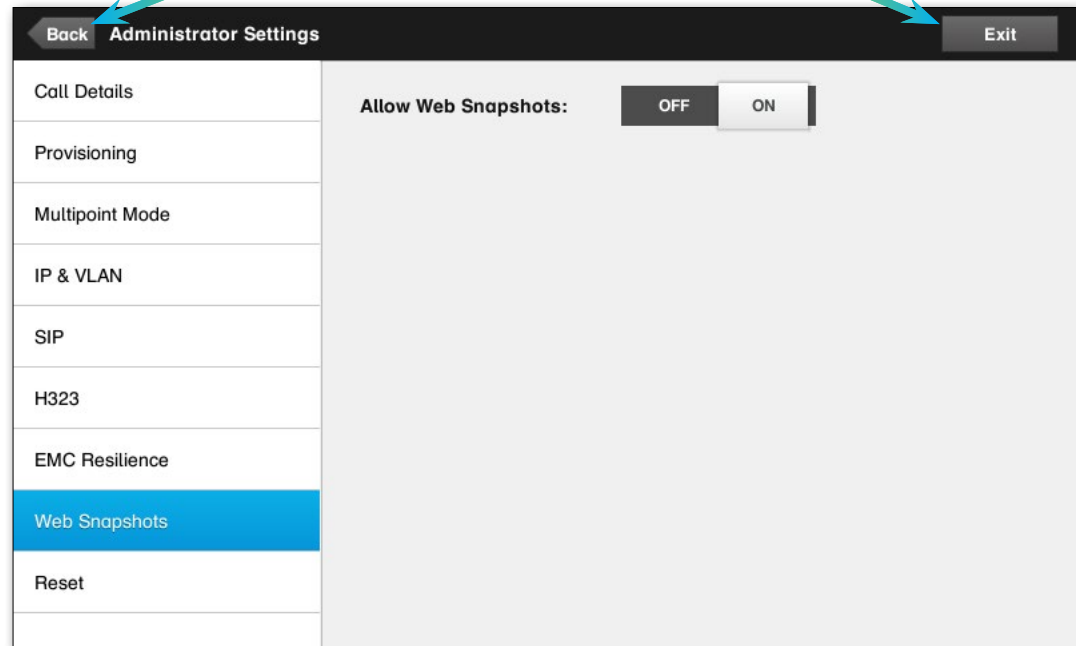 Back Administrator Settings Exit
Call Details
Allow Web Snapshots: OFF ON
Provisioning
Multipoint Mode
IP & VLAN
SIP
H323
EMC Resilience
Web Snapshots
Reset